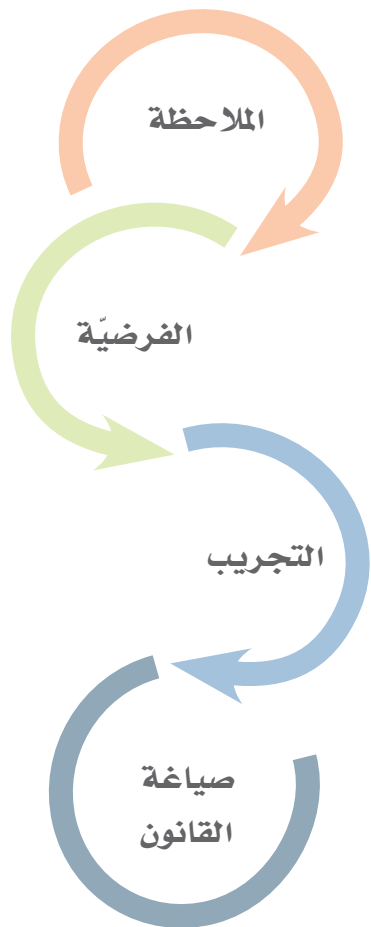 الملاحظة
الفرضيّة
التجريب
صياغة
القانون